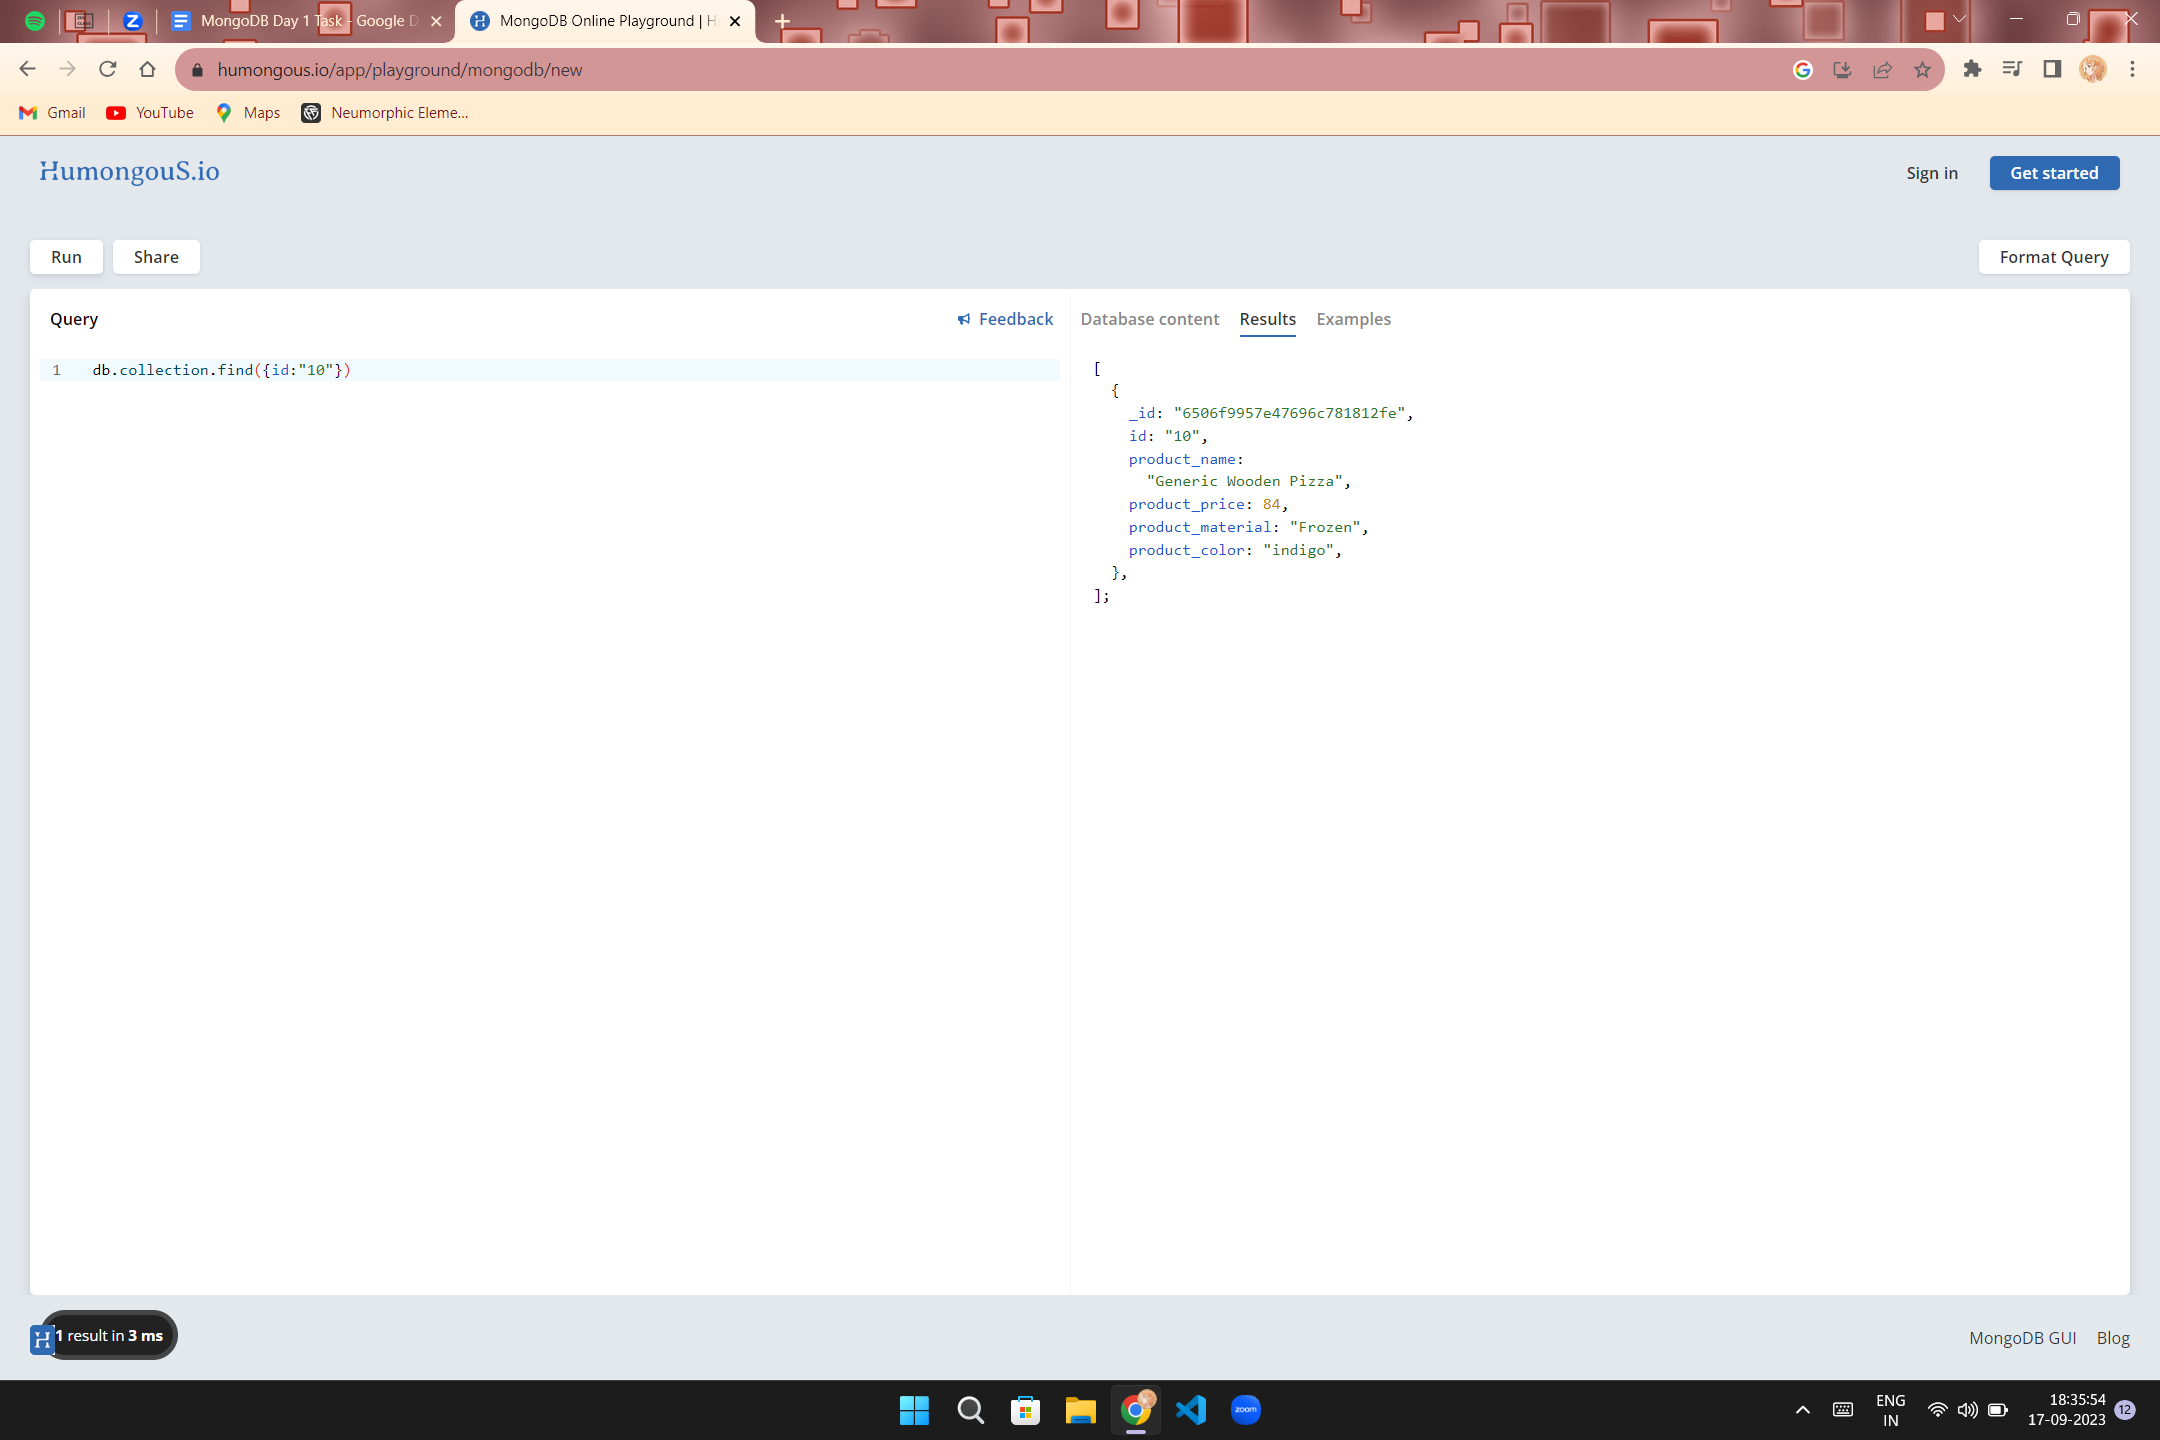 MongoDB Day 1 Task - Google D
MongoDB Online Playground | H
humongous.io/app/playground/mongodb/new
Gmail
YouTube
Maps
Neumorphic Eleme...
HumongouS.io
Sign in
Get started
Run
Share
Format Query
Query
Feedback
Database content
Results
Examples
1 db.collection.find({id:"10"})
[
{
_id: "6506f9957e47696c781812fe",
id: "10",
product_name:
"Generic Wooden Pizza",
product_price: 84,
product_material: "Frozen",
product_color: "indigo",
},
];
H
1 result in 3 ms
MongoDB GUI
Blog
zoom
ENG
IN
18:35:54
17-09-2023
12